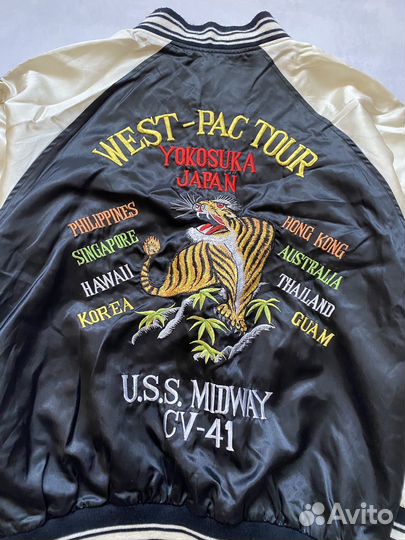 WEST-PAC TOUR
YOKOSUKA
JAPAN
PHILIPPINES
SINGAPORE
HAWAII
KOREA
HONG KONG
AUSTRALIA
THAILAND
GUAM
U.S.S. MIDWAY
CV-41
Avito